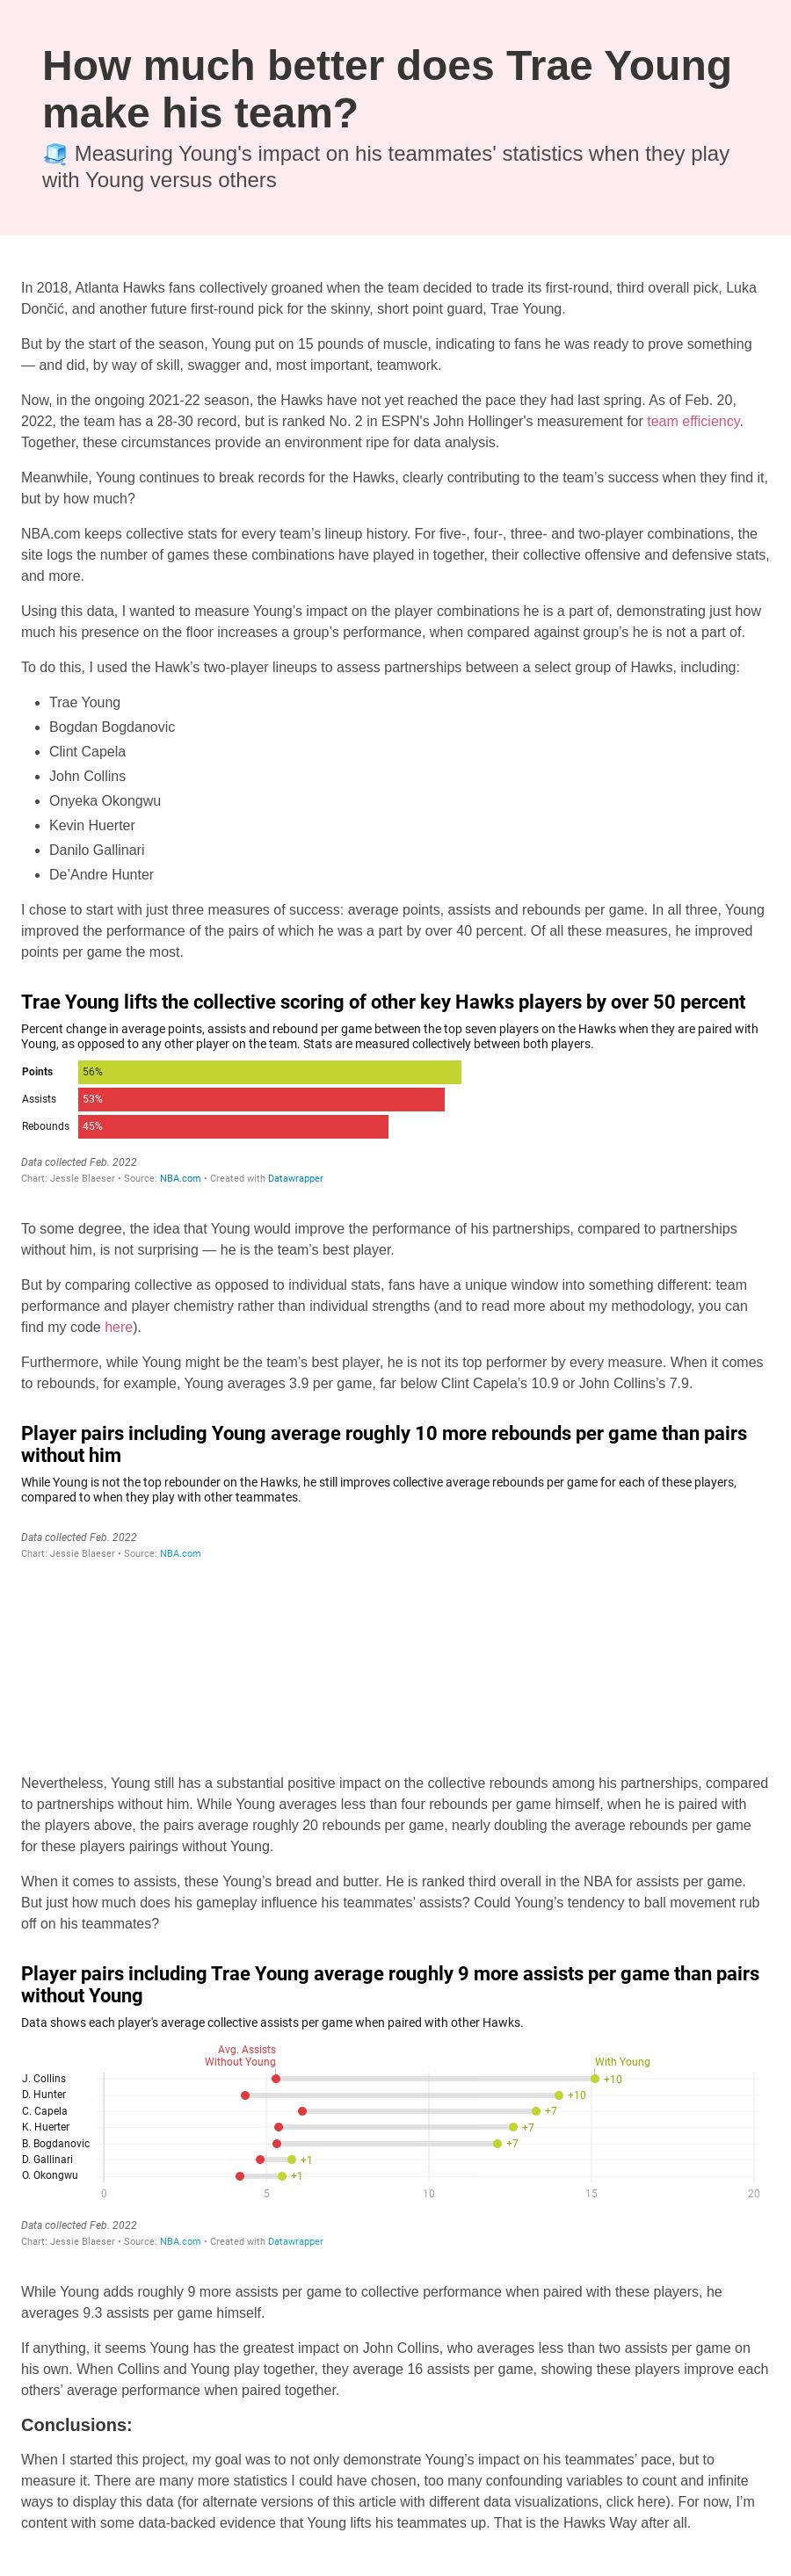 How much better does Trae Young
make his team?
🧊 Measuring Young's impact on his teammates' statistics when they play
with Young versus others
In 2018, Atlanta Hawks fans collectively groaned when the team decided to trade its first-round, third overall pick, Luka
Dončić, and another future first-round pick for the skinny, short point guard, Trae Young.
But by the start of the season, Young put on 15 pounds of muscle, indicating to fans he was ready to prove something
— and did, by way of skill, swagger and, most important, teamwork.
Now, in the ongoing 2021-22 season, the Hawks have not yet reached the pace they had last spring. As of Feb. 20,
2022, the team has a 28-30 record, but is ranked No. 2 in ESPN's John Hollinger's measurement for team efficiency.
Together, these circumstances provide an environment ripe for data analysis.
Meanwhile, Young continues to break records for the Hawks, clearly contributing to the team's success when they find it,
but by how much?
NBA.com keeps collective stats for every team's lineup history. For five-, four-, three- and two-player combinations, the
site logs the number of games these combinations have played in together, their collective offensive and defensive stats,
and more.
Using this data, I wanted to measure Young's impact on the player combinations he is a part of, demonstrating just how
much his presence on the floor increases a group's performance, when compared against group's he is not a part of.
To do this, I used the Hawk's two-player lineups to assess partnerships between a select group of Hawks, including:
• Trae Young
• Bogdan Bogdanovic
• Clint Capela
• John Collins
• Onyeka Okongwu
• Kevin Huerter
• Danilo Gallinari
• De'Andre Hunter
I chose to start with just three measures of success: average points, assists and rebounds per game. In all three, Young
improved the performance of the pairs of which he was a part by over 40 percent. Of all these measures, he improved
points per game the most.
Trae Young lifts the collective scoring of other key Hawks players by over 50 percent
Percent change in average points, assists and rebound per game between the top seven players on the Hawks when they are paired with
Young, as opposed to any other player on the team. Stats are measured collectively between both players.
Points 56%
Assists 53%
Rebounds 45%
Data collected Feb. 2022
Chart: Jessie Blaeser • Source: NBA.com • Created with Datawrapper
To some degree, the idea that Young would improve the performance of his partnerships, compared to partnerships
without him, is not surprising — he is the team's best player.
But by comparing collective as opposed to individual stats, fans have a unique window into something different: team
performance and player chemistry rather than individual strengths (and to read more about my methodology, you can
find my code here).
Furthermore, while Young might be the team's best player, he is not its top performer by every measure. When it comes
to rebounds, for example, Young averages 3.9 per game, far below Clint Capela's 10.9 or John Collins's 7.9.
Player pairs including Young average roughly 10 more rebounds per game than pairs
without him
While Young is not the top rebounder on the Hawks, he still improves collective average rebounds per game for each of these players,
compared to when they play with other teammates.
Data collected Feb. 2022
Chart: Jessie Blaeser • Source: NBA.com
Nevertheless, Young still has a substantial positive impact on the collective rebounds among his partnerships, compared
to partnerships without him. While Young averages less than four rebounds per game himself, when he is paired with
the players above, the pairs average roughly 20 rebounds per game, nearly doubling the average rebounds per game
for these players pairings without Young.
When it comes to assists, these Young's bread and butter. He is ranked third overall in the NBA for assists per game.
But just how much does his gameplay influence his teammates' assists? Could Young's tendency to ball movement rub
off on his teammates?
Player pairs including Trae Young average roughly 9 more assists per game than pairs
without Young
Data shows each player's average collective assists per game when paired with other Hawks.
Avg. Assists
Without Young With Young
J. Collins +10
D. Hunter +10
C. Capela +7
K. Huerter +7
B. Bogdanovic +7
D. Gallinari +1
O. Okongwu +1
0 5 10 15 20
Data collected Feb. 2022
Chart: Jessie Blaeser • Source: NBA.com • Created with Datawrapper
While Young adds roughly 9 more assists per game to collective performance when paired with these players, he
averages 9.3 assists per game himself.
If anything, it seems Young has the greatest impact on John Collins, who averages less than two assists per game on
his own. When Collins and Young play together, they average 16 assists per game, showing these players improve each
others' average performance when paired together.
Conclusions:
When I started this project, my goal was to not only demonstrate Young's impact on his teammates' pace, but to
measure it. There are many more statistics I could have chosen, too many confounding variables to count and infinite
ways to display this data (for alternate versions of this article with different data visualizations, click here). For now, I'm
content with some data-backed evidence that Young lifts his teammates up. That is the Hawks Way after all.